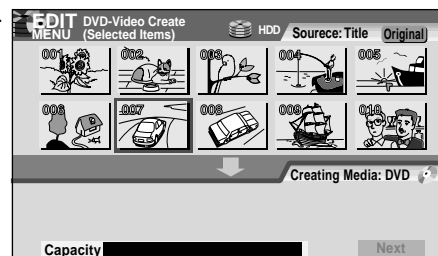 EDIT MENU DVD-Video Create (Selected Items) HDD Sourece: Title Original
001 002 003 004 005
006 007 008 009 010
Creating Media: DVD
Capacity Next